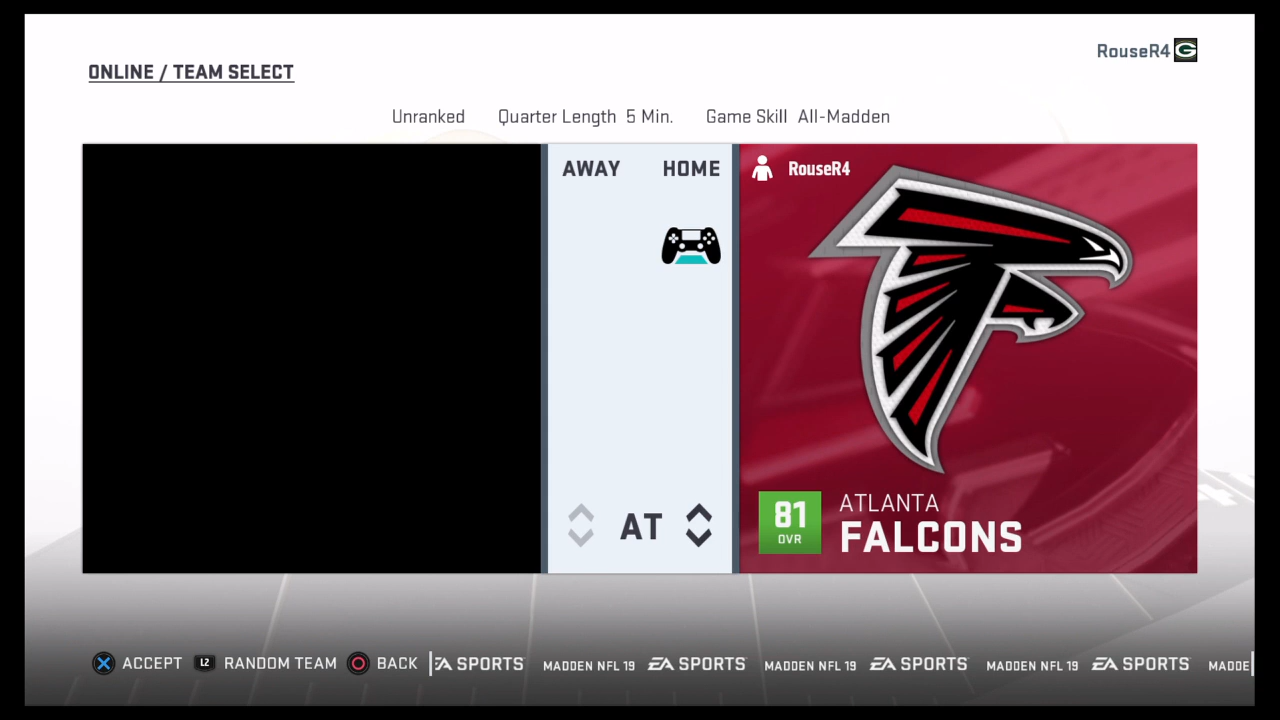 RouseR4
ONLINE / TEAM SELECT
Unranked Quarter Length 5 Min. Game Skill All-Madden
AWAY HOME
RouseR4
81
OVR
AT
ATLANTA
FALCONS
ACCEPT L2 RANDOM TEAM BACK EA SPORTS MADDEN NFL 19 EA SPORTS MADDEN NFL 19 EA SPORTS MADDEN NFL 19 EA SPORTS MADDE